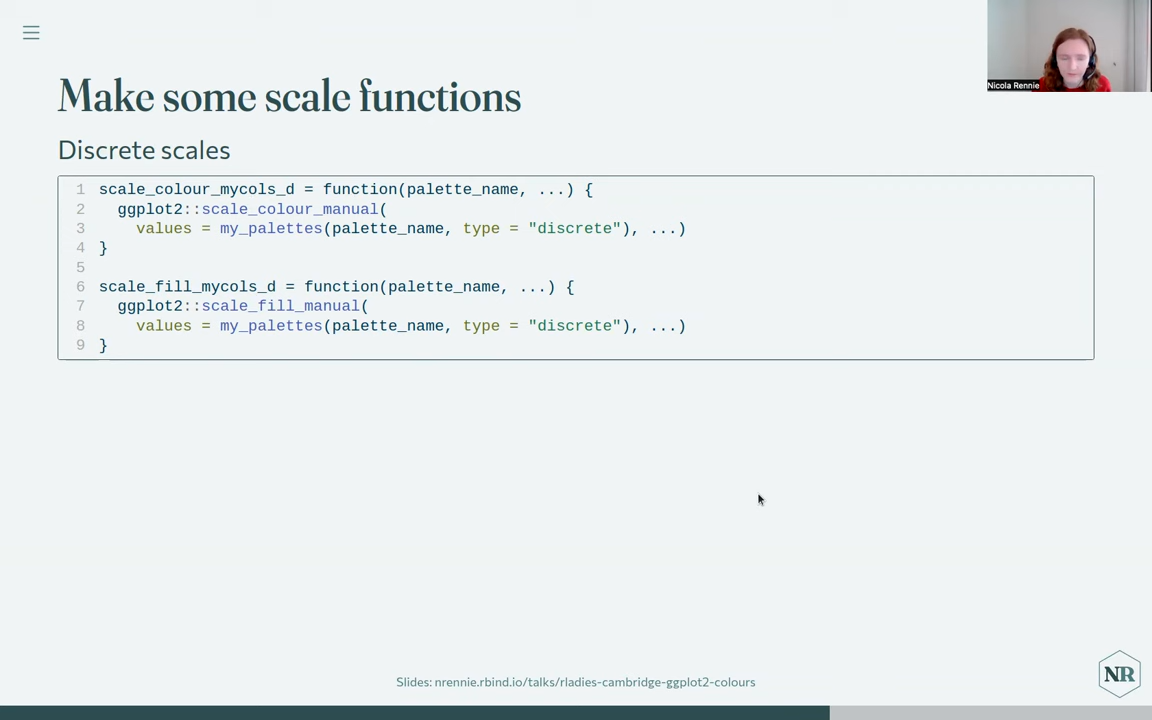 Nicola Rennie
Make some scale functions
Discrete scales
1 scale_colour_mycols_d = function(palette_name, ...) {
2   ggplot2::scale_colour_manual(
3     values = my_palettes(palette_name, type = "discrete"), ...)
4 }
5
6 scale_fill_mycols_d = function(palette_name, ...) {
7   ggplot2::scale_fill_manual(
8     values = my_palettes(palette_name, type = "discrete"), ...)
9 }
Slides: nrennie.rbind.io/talks/rladies-cambridge-ggplot2-colours
NR